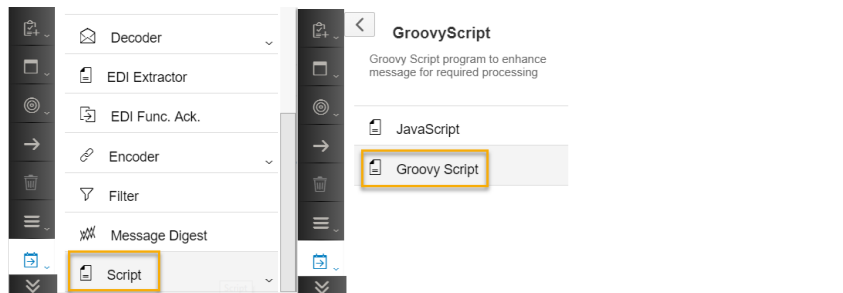 Decoder
EDI Extractor
EDI Func. Ack.
Encoder
Filter
Message Digest
Script
GroovyScript
Groovy Script program to enhance
message for required processing
JavaScript
Groovy Script